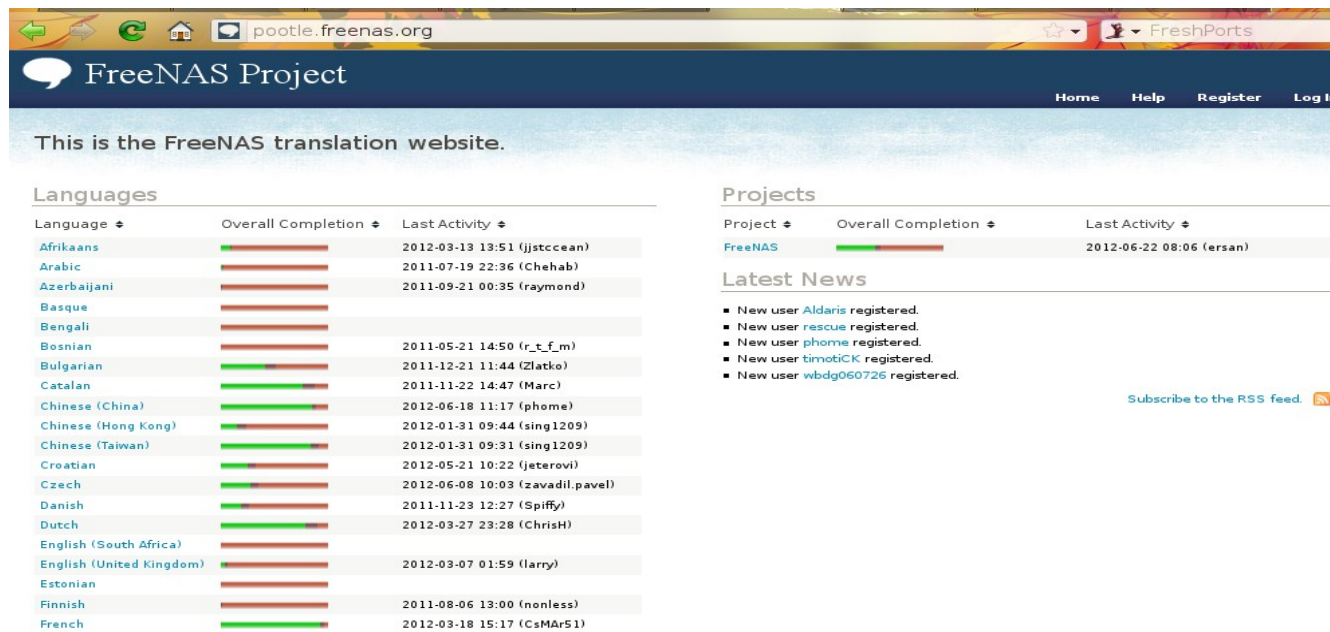 pootle.freenas.org
FreshPorts
FreeNAS Project
Home Help Register Log I
This is the FreeNAS translation website.
Languages
Language Overall Completion Last Activity
Afrikaans 2012-03-13 13:51 (jjstccean)
Arabic 2011-07-19 22:36 (Chehab)
Azerbaijani 2011-09-21 00:35 (raymond)
Basque
Bengali
Bosnian 2011-05-21 14:50 (r_t_f_m)
Bulgarian 2011-12-21 11:44 (Zlatko)
Catalan 2011-11-22 14:47 (Marc)
Chinese (China) 2012-06-18 11:17 (phome)
Chinese (Hong Kong) 2012-01-31 09:44 (sing1209)
Chinese (Taiwan) 2012-01-31 09:31 (sing1209)
Croatian 2012-05-21 10:22 (jeterovi)
Czech 2012-06-08 10:03 (zavadil.pavel)
Danish 2011-11-23 12:27 (Spiffy)
Dutch 2012-03-27 23:28 (ChrisH)
English (South Africa)
English (United Kingdom) 2012-03-07 01:59 (larry)
Estonian
Finnish 2011-08-06 13:00 (nonless)
French 2012-03-18 15:17 (CsMAr51)
Projects
Project Overall Completion Last Activity
FreeNAS 2012-06-22 08:06 (ersan)
Latest News
New user Aldaris registered.
New user rescue registered.
New user phome registered.
New user timotiCK registered.
New user wbdg060726 registered.
Subscribe to the RSS feed.